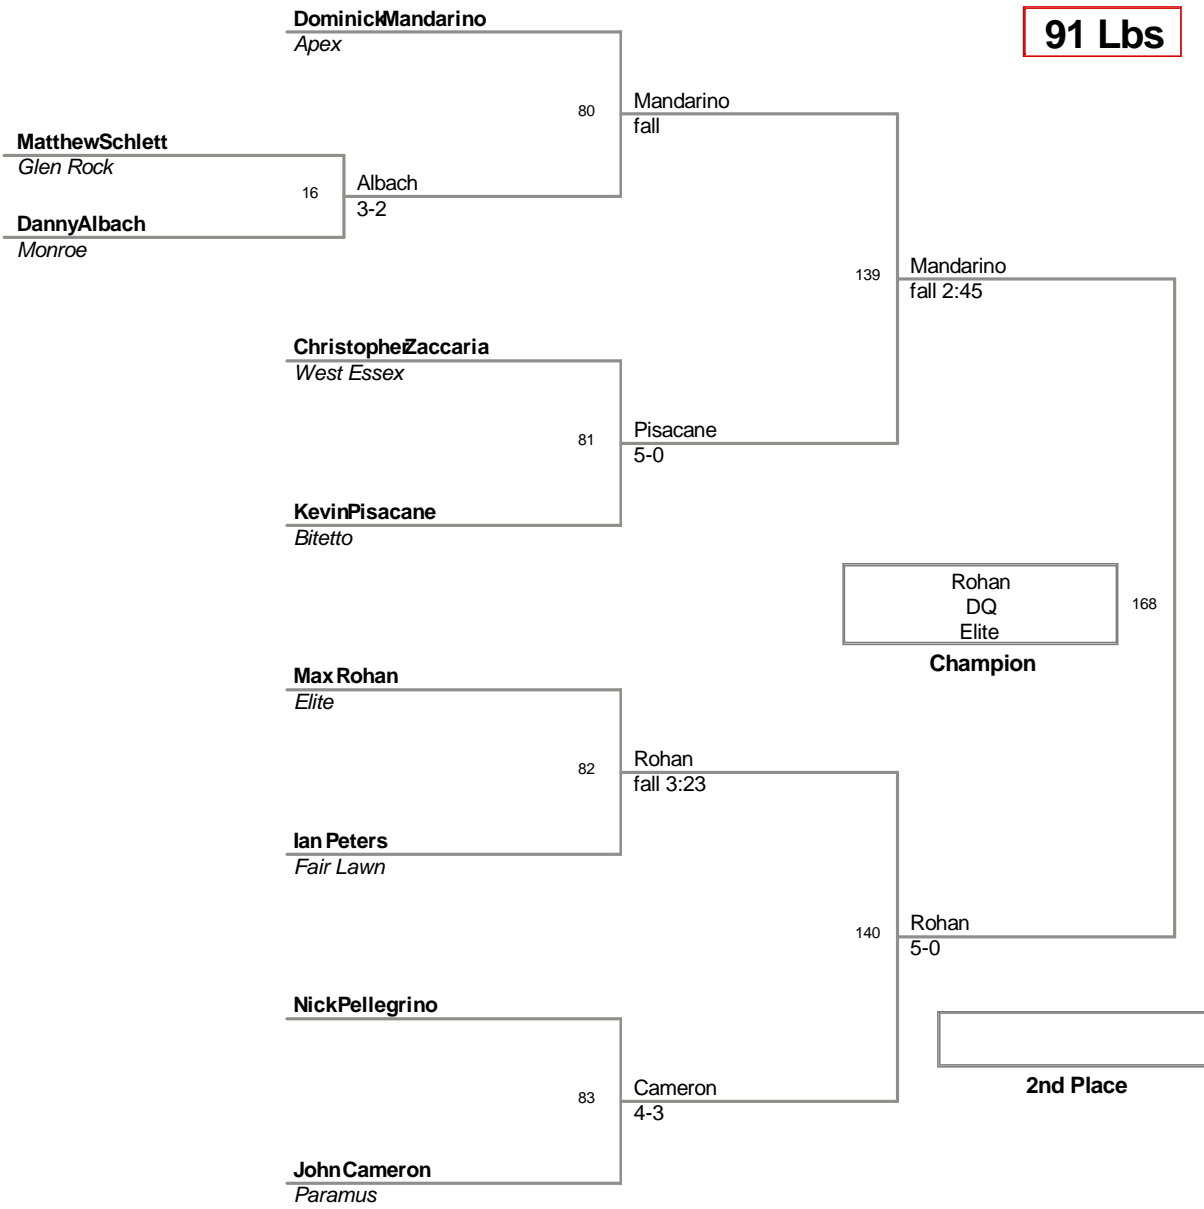 DominickMandarino
Apex
91 Lbs
80
Mandarino
fall
MatthewSchlett
Glen Rock
16
Albach
3-2
DannyAlbach
Monroe
139
Mandarino
fall 2:45
ChristopherZaccaria
West Essex
81
Pisacane
5-0
KevinPisacane
Bitetto
Rohan
DQ
Elite
168
Champion
Max Rohan
Elite
82
Rohan
fall 3:23
Ian Peters
Fair Lawn
140
Rohan
5-0
NickPellegrino
2nd Place
83
Cameron
4-3
John Cameron
Paramus